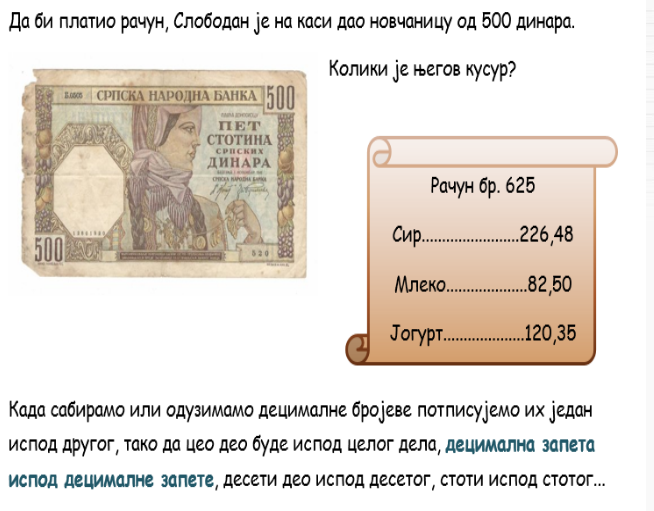 Да би платио рачун, Слободан је на каси дао новчаницу од 500 динара.
Колики је његов кусур?
СРПСКА НАРОДНА БАНКА 500
ПЕТ
СТОТИНА
СРПСКИХ
ДИНАРА
500
520
Рачун бр. 625
Сир........................226,48
Млеко....................82,50
Јогурт....................120,35
Када сабирамо или одузимамо децималне бројеве потписујемо их један
испод другог, тако да цео део буде испод целог дела, децимална запета
испод децималне запете, десети део испод десетог, стоти испод стотог...